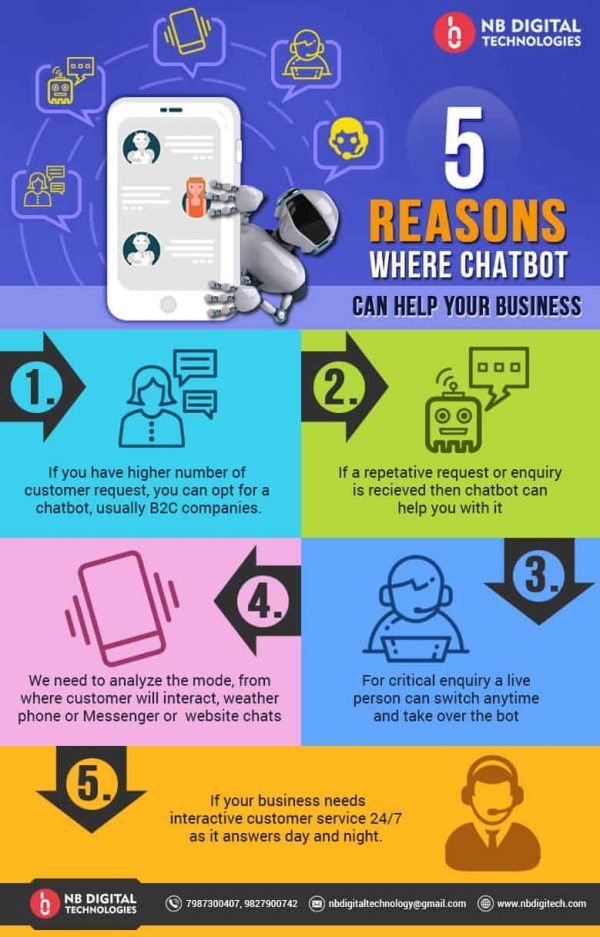 NB DIGITAL
TECHNOLOGIES
5
REASONS
WHERE CHATBOT
CAN HELP YOUR BUSINESS
1.
If you have higher number of
customer request, you can opt for a
chatbot, usually B2C companies.
2.
If a repetative request or enquiry
is recieved then chatbot can
help you with it
3.
For critical enquiry a live
person can switch anytime
and take over the bot
4.
We need to analyze the mode, from
where customer will interact, weather
phone or Messenger or website chats
5.
If your business needs
interactive customer service 24/7
as it answers day and night.
NB DIGITAL
TECHNOLOGIES
7987300407, 9827900742
nbdigitaltechnology@gmail.com
www.nbdigitech.com